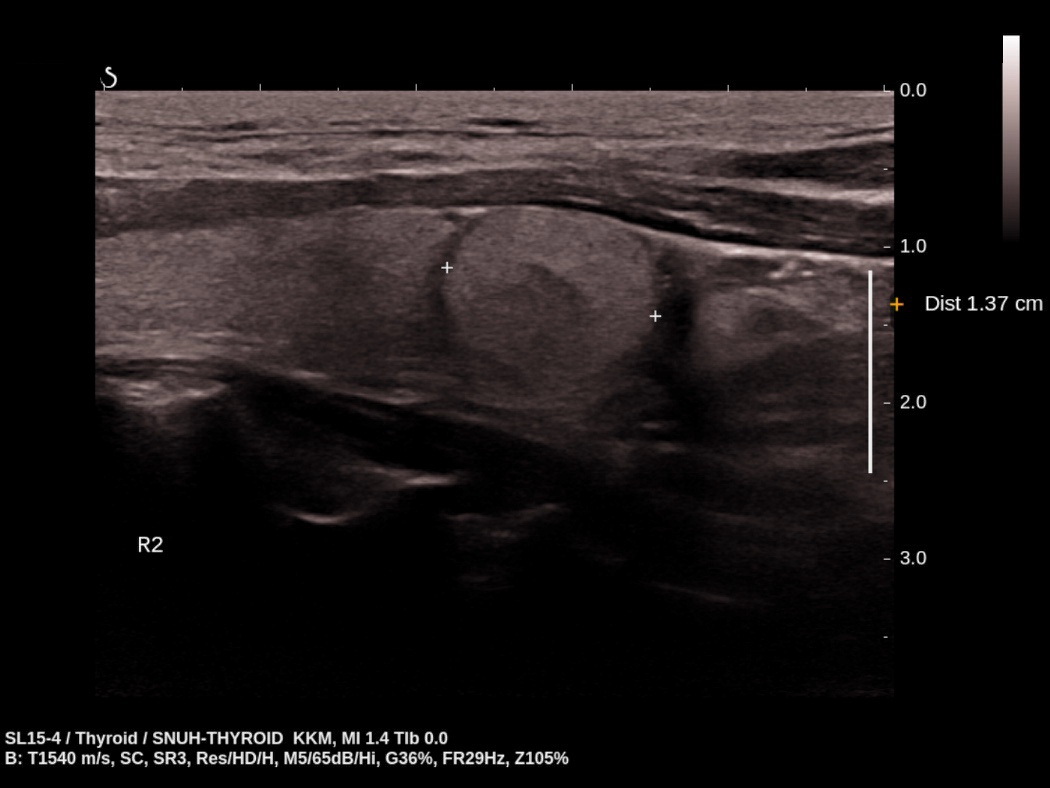 S
0.0
1.0
Dist 1.37 cm
2.0
3.0
R2
SL15-4 / Thyroid / SNUH-THYROID KKM, MI 1.4 TIb 0.0
B: T1540 m/s, SC, SR3, Res/HD/H, M5/65dB/Hi, G36%, FR29Hz, Z105%